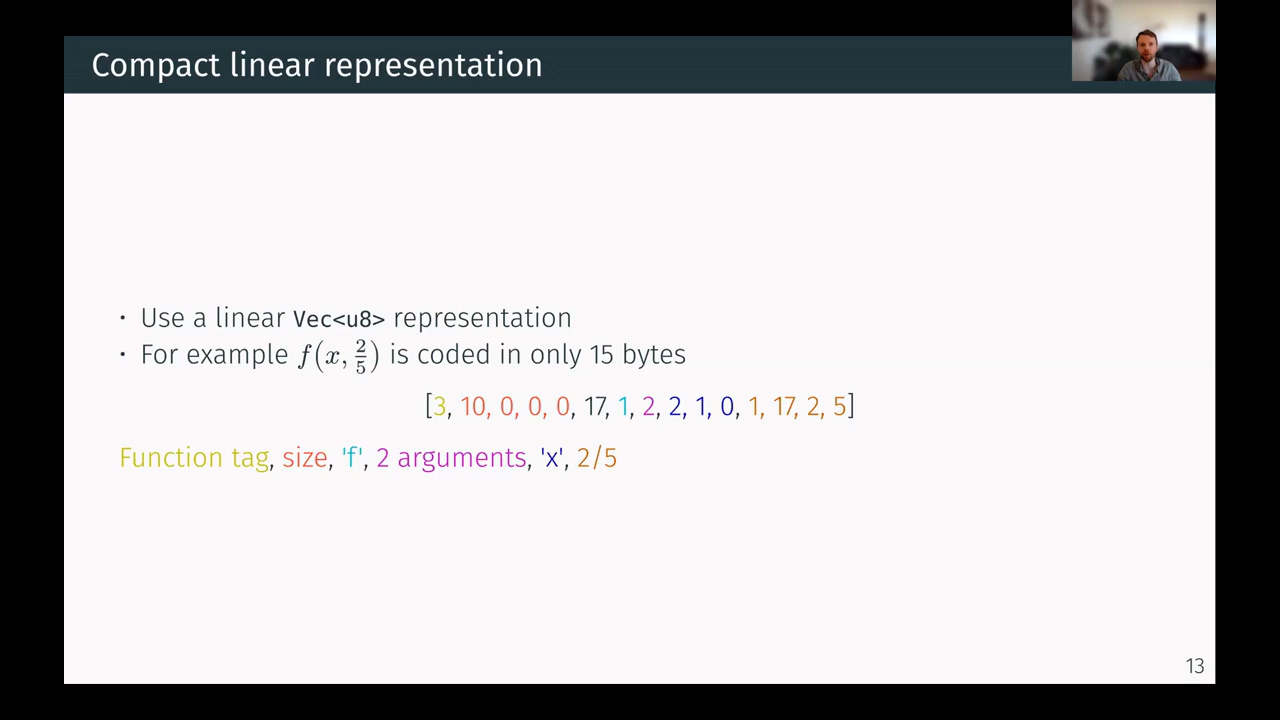 Compact linear representation
• Use a linear Vec<u8> representation
• For example f(x, 2/5) is coded in only 15 bytes
[3, 10, 0, 0, 0, 17, 1, 2, 2, 1, 0, 1, 17, 2, 5]
Function tag, size, 'f', 2 arguments, 'x', 2/5
13